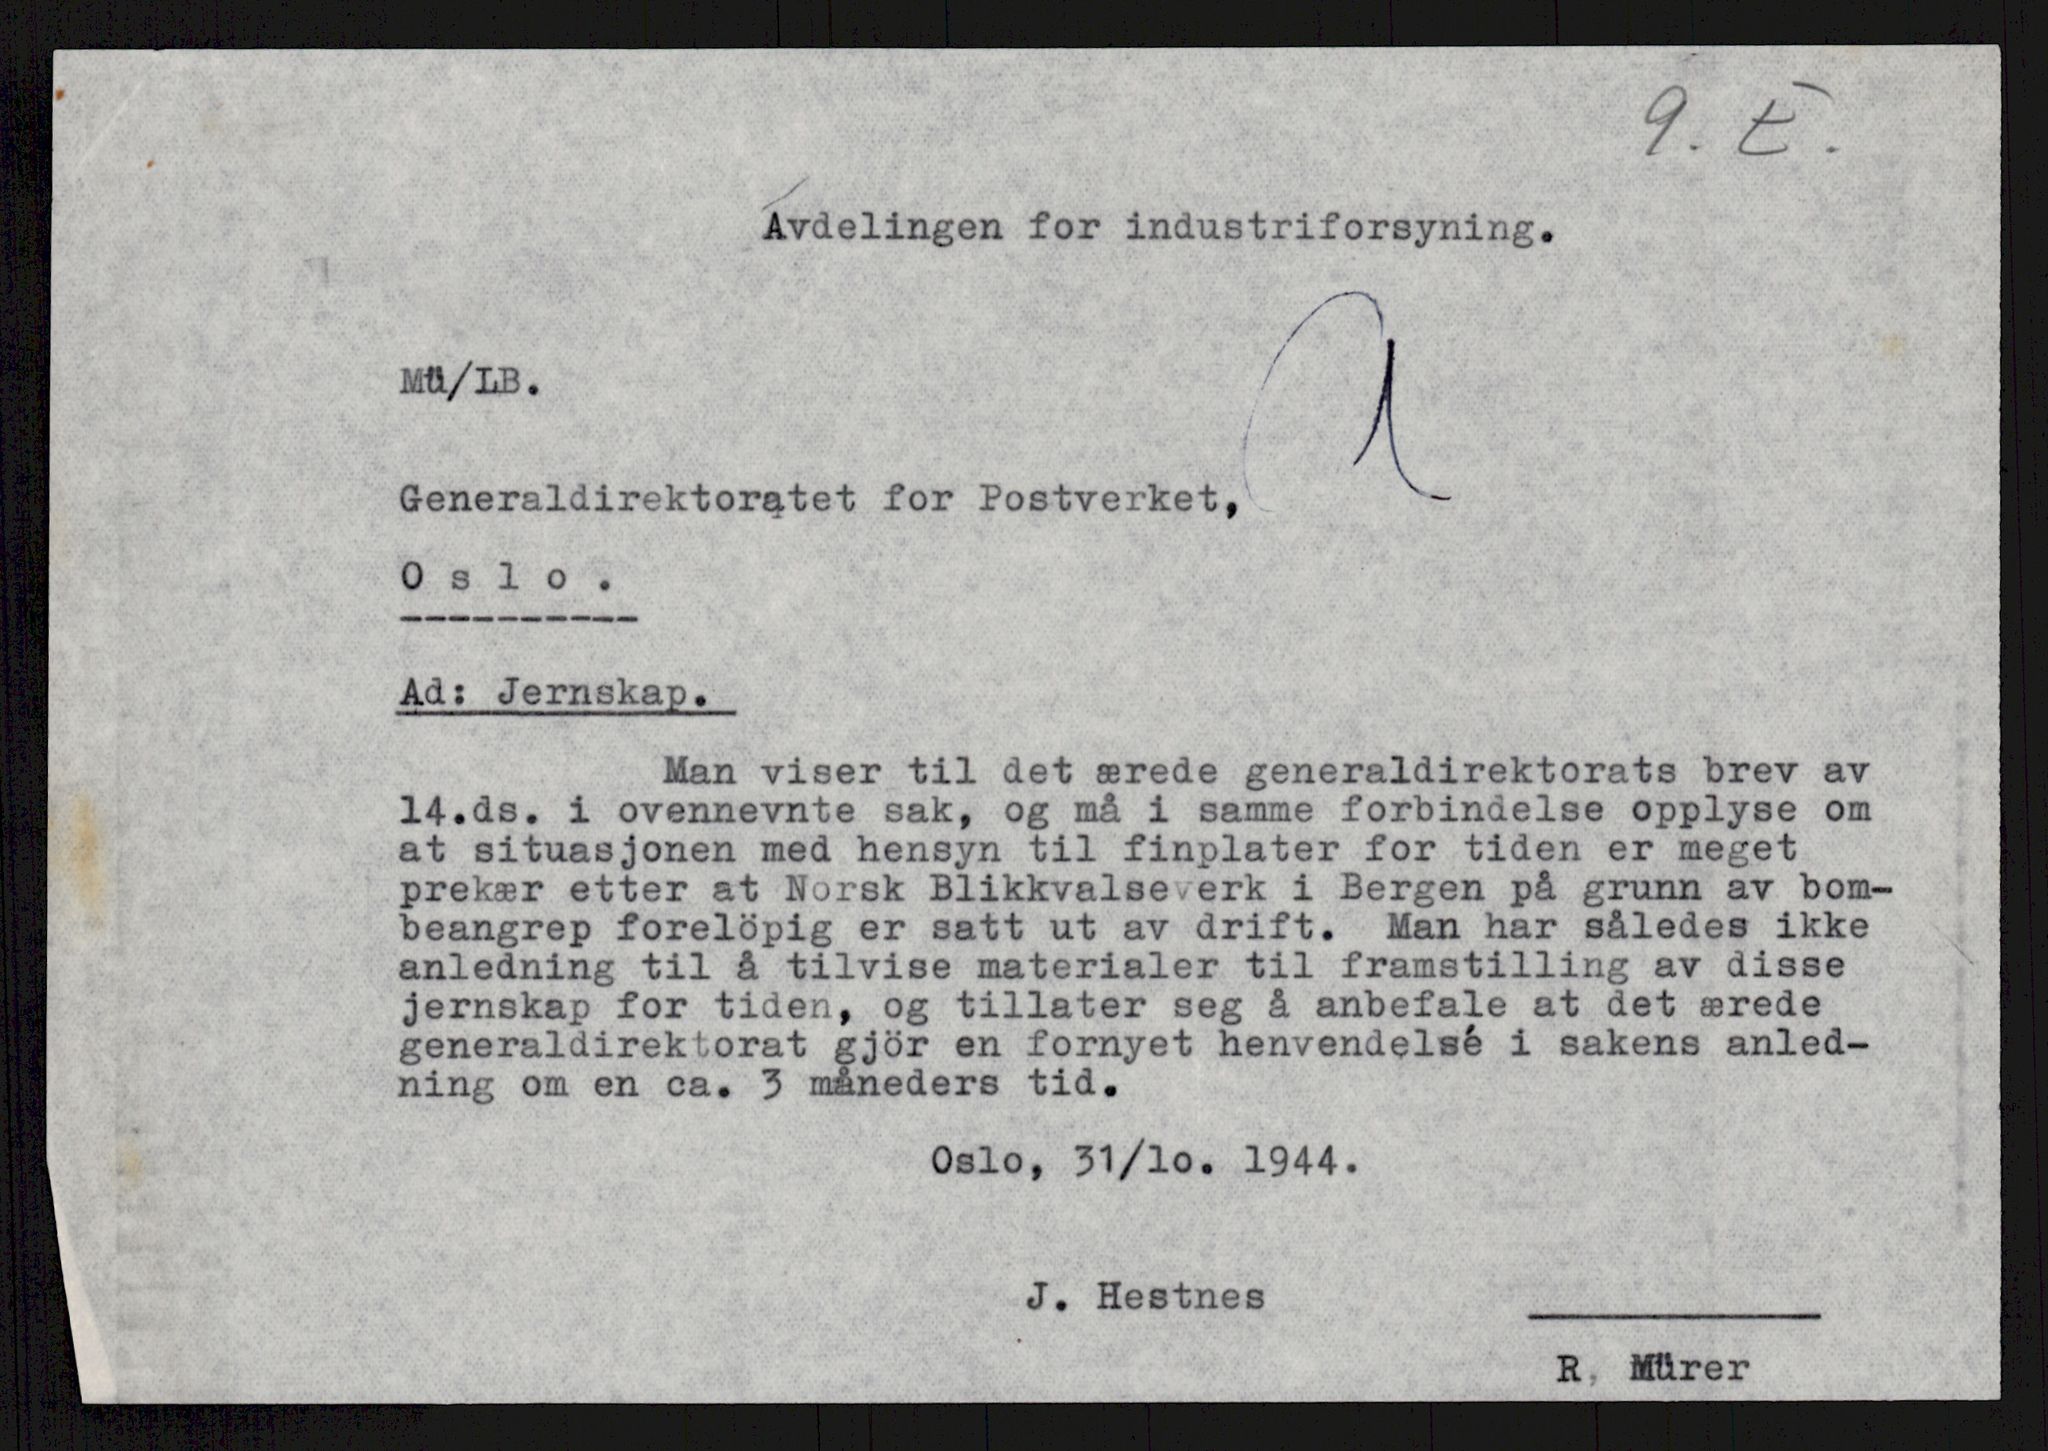 9. E.
Avdelingen for industriforsyning.
Mü/LB.
Generaldirektoratet for Postverket,
O s l o .
----------
Ad: Jernskap.
Man viser til det ærede generaldirektorats brev av
14.ds. i ovennevnte sak, og må i samme forbindelse opplyse om
at situasjonen med hensyn til finplater for tiden er meget
prekær etter at Norsk Blikkvalseverk i Bergen på grunn av bom-
beangrep forelöpig er satt ut av drift. Man har således ikke
anledning til å tilvise materialer til framstilling av disse
jernskap for tiden, og tillater seg å anbefale at det ærede
generaldirektorat gjör en fornyet henvendelsé i sakens anled-
ning om en ca. 3 måneders tid.
Oslo, 31/lo. 1944.
J. Hestnes
R. Mürer